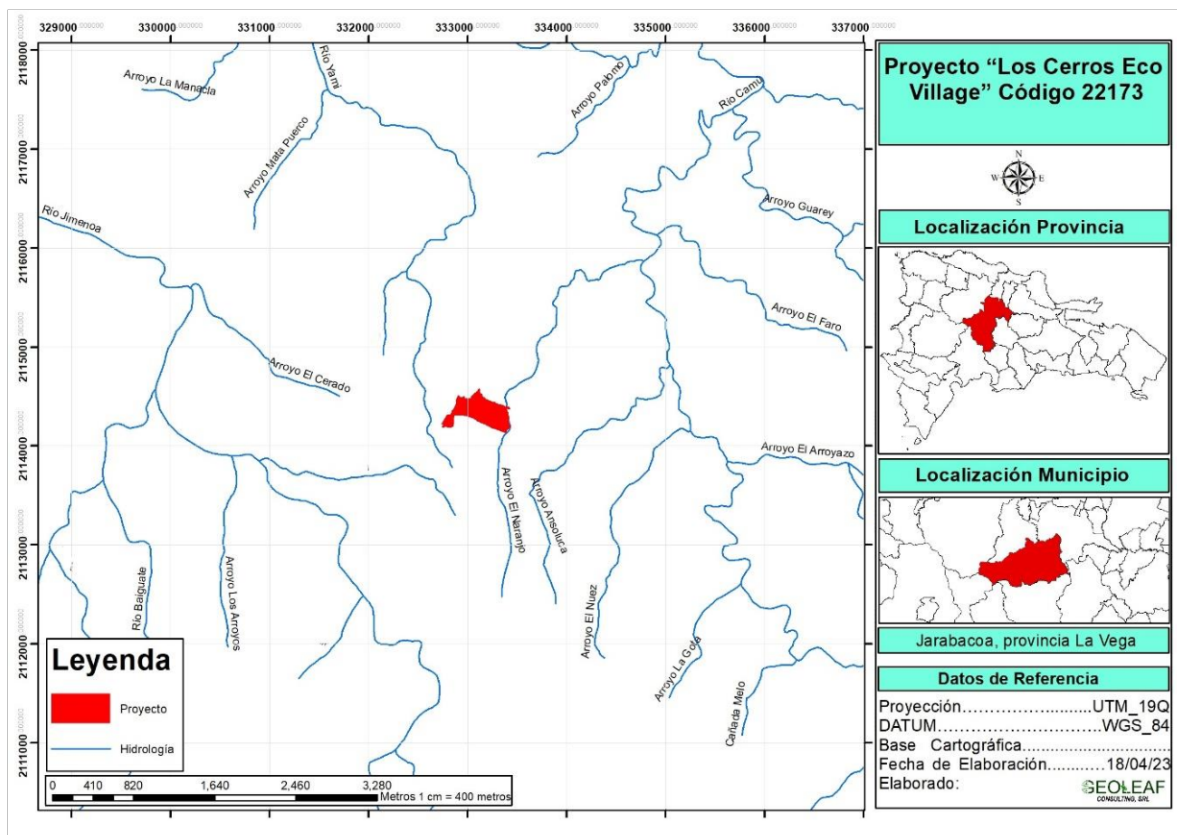 329000 330000 331000 332000 333000 334000 335000 336000 337000
2118000
2117000
2116000
2115000
2114000
2113000
2112000
2111000
Arroyo La Manacla
Río Yami
Arroyo Mata Puerco
Arroyo Palomo
Río Camu
Arroyo Guarey
Río Jimenoa
Arroyo El Faro
Arroyo El Cerado
Arroyo El Arroyazo
Arroyo El Naranjo
Arroyo Ansoluca
Río Baiguate
Arroyo Los Arroyos
Arroyo El Nuez
Arroyo La Gofa
Cañada Melo
Leyenda
Proyecto
Hidrología
0 410 820 1,640 2,460 3,280
Metros 1 cm = 400 metros
Proyecto “Los Cerros Eco
Village” Código 22173
N
W E
S
Localización Provincia
Localización Municipio
Jarabacoa, provincia La Vega
Datos de Referencia
Proyección......................UTM_19Q
DATUM..............................WGS_84
Base Cartográfica..........................
Fecha de Elaboración...........18/04/23
Elaborado:
GEOLEAF
CONSULTING, SRL